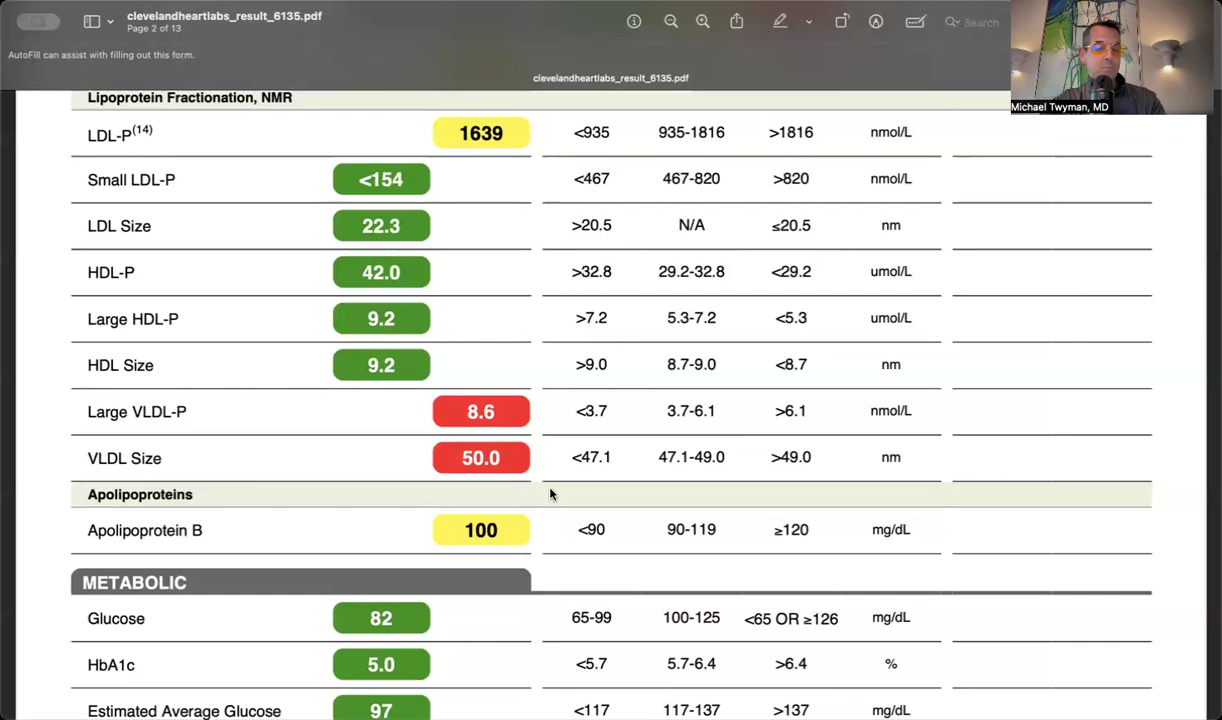 clevelandheartlabs_result_6135.pdf
Page 2 of 13
Search
AutoFill can assist with filling out this form.
clevelandheartlabs_result_6135.pdf
Michael Twyman, MD
Lipoprotein Fractionation, NMR
LDL-P(14) 1639 <935 935-1816 >1816 nmol/L
Small LDL-P <154 <467 467-820 >820 nmol/L
LDL Size 22.3 >20.5 N/A ≤20.5 nm
HDL-P 42.0 >32.8 29.2-32.8 <29.2 umol/L
Large HDL-P 9.2 >7.2 5.3-7.2 <5.3 umol/L
HDL Size 9.2 >9.0 8.7-9.0 <8.7 nm
Large VLDL-P 8.6 <3.7 3.7-6.1 >6.1 nmol/L
VLDL Size 50.0 <47.1 47.1-49.0 >49.0 nm
Apolipoproteins
Apolipoprotein B 100 <90 90-119 ≥120 mg/dL
METABOLIC
Glucose 82 65-99 100-125 <65 OR ≥126 mg/dL
HbA1c 5.0 <5.7 5.7-6.4 >6.4 %
Estimated Average Glucose 97 <117 117-137 >137 mg/dL